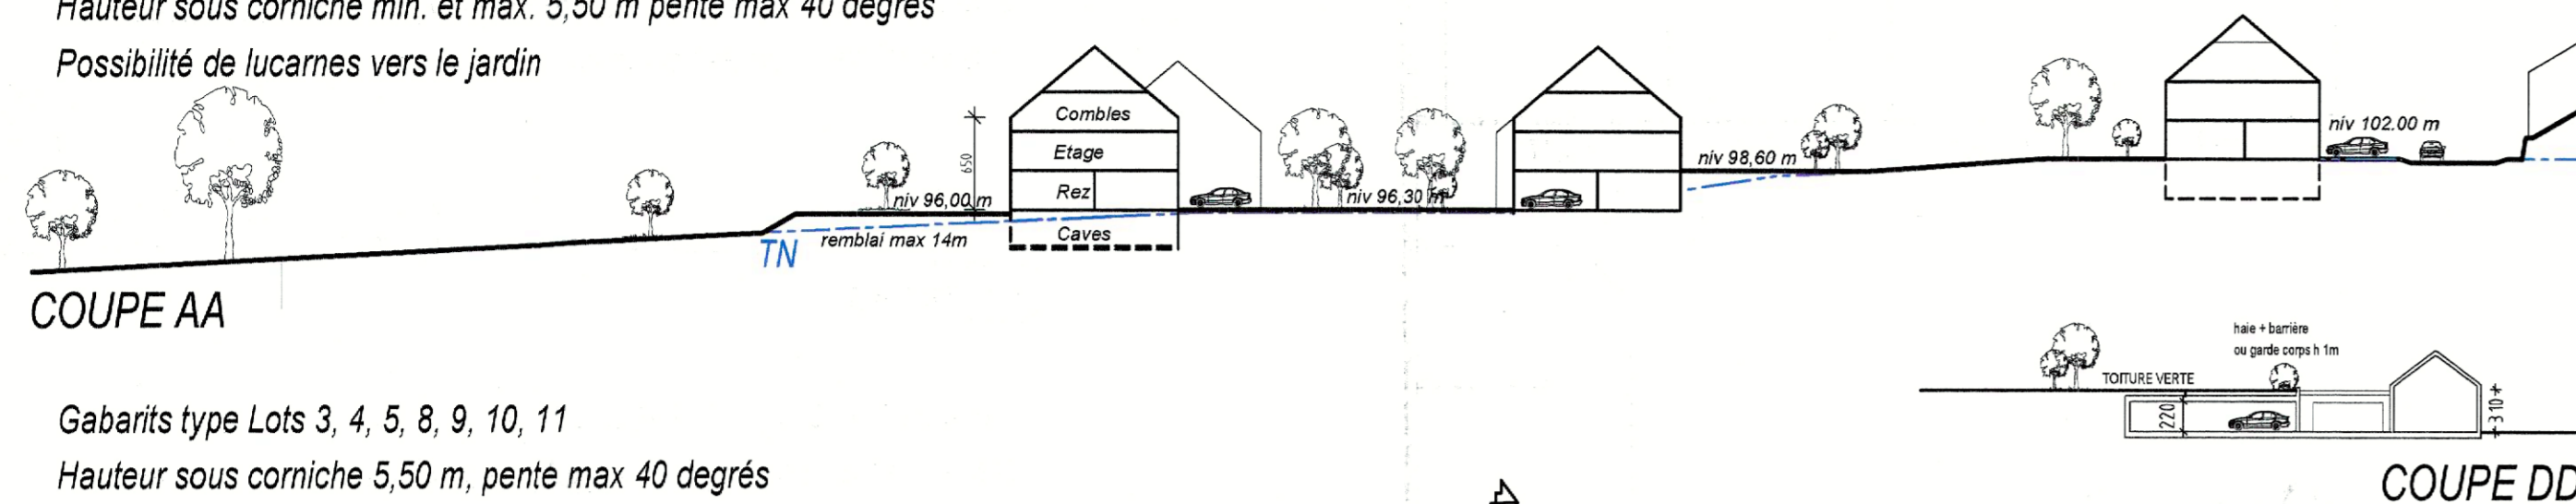 Hauteur sous corniche min. et max. 5,50 m pente max 40 degrés
Possibilité de lucarnes vers le jardin
Combles
Etage
Rez
Caves
650
niv 96,00 m
TN
remblai max 14m
niv 96,30 m
niv 98,60 m
niv 102.00 m
COUPE AA
haie + barrière
ou garde corps h 1m
TOITURE VERTE
220
310
Gabarits type Lots 3, 4, 5, 8, 9, 10, 11
Hauteur sous corniche 5,50 m, pente max 40 degrés
COUPE DD